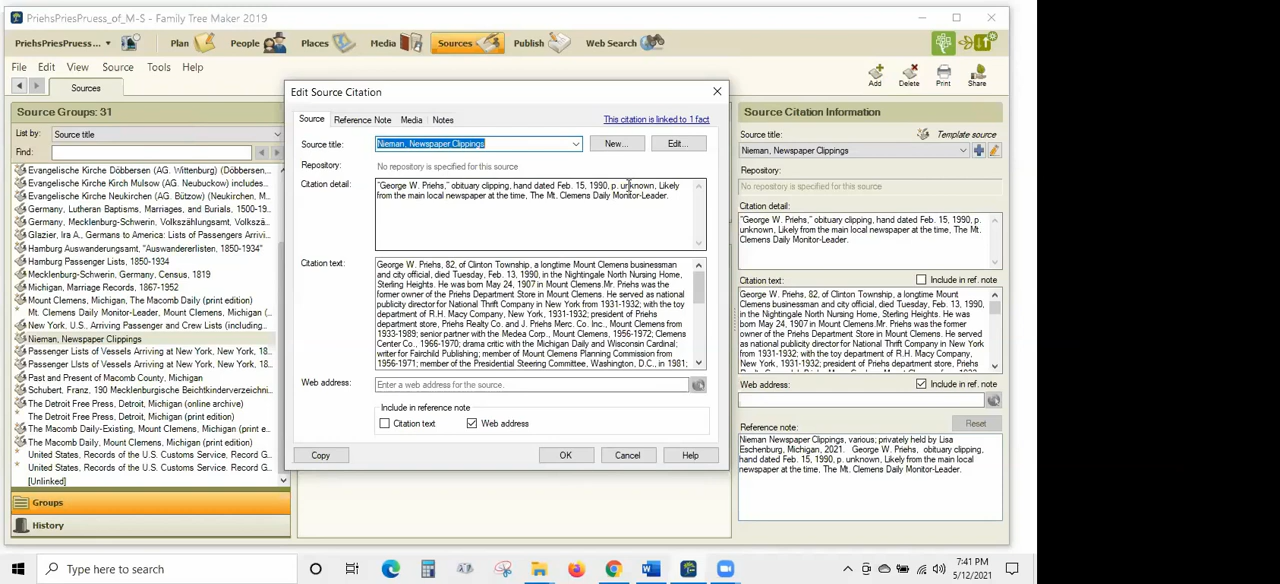 PriehsPriesPruess_of_M-S - Family Tree Maker 2019
PriehsPriesPruess...
Plan
People
Places
Media
Sources
Publish
Web Search
File Edit View Source Tools Help
Add
Delete
Print
Share
Sources
Source Groups: 31
List by:
Source title
Find:
Evangelische Kirche Döbbersen (AG. Wittenburg) (Döbbersen,...
Evangelische Kirche Kirch Mulsow (AG. Neubuckow) includes...
Evangelische Kirche Neukirchen (AG. Bützow) (Neukirchen, M...
Germany, Lutheran Baptisms, Marriages, and Burials, 1500-19...
Germany, Mecklenburg-Schwerin, Volkszählungsamt. Volksz...
Glazier, Ira A., Germans to America: Lists of Passengers Arrivi...
Hamburg Auswanderungsamt, "Auswandererlisten, 1850-1934"
Hamburg Passenger Lists, 1850-1934
Mecklenburg-Schwerin, Germany, Census, 1819
Michigan, Marriage Records, 1867-1952
Mount Clemens, Michigan, The Macomb Daily (print edition)
Mt. Clemens Daily Monitor-Leader, Mount Clemens, Michigan (...
New York, U.S., Arriving Passenger and Crew Lists (including...
Nieman, Newspaper Clippings
Passenger Lists of Vessels Arriving at New York, New York, 18...
Passenger Lists of Vessels Arriving at New York, New York, 18...
Past and Present of Macomb County, Michigan
Schubert, Franz, 190 Mecklenburgische Beichtkinderverzeichni...
The Detroit Free Press, Detroit, Michigan (online archive)
The Detroit Free Press, Detroit, Michigan (print edition)
The Macomb Daily-Existing, Mount Clemens, Michigan (print e...
The Macomb Daily, Mount Clemens, Michigan (print edition)
United States, Records of the U.S. Customs Service, Record G...
United States, Records of the U.S. Customs Service, Record G...
[Unlinked]
Groups
History
Edit Source Citation
Source
Reference Note
Media
Notes
This citation is linked to 1 fact
Source title:
Nieman, Newspaper Clippings
New...
Edit...
Repository:
No repository is specified for this source
Citation detail:
"George W. Priehs," obituary clipping, hand dated Feb. 15, 1990, p. unknown, Likely
from the main local newspaper at the time, The Mt. Clemens Daily Monitor-Leader.
Citation text:
George W. Priehs, 82, of Clinton Township, a longtime Mount Clemens businessman
and city official, died Tuesday, Feb. 13, 1990, in the Nightingale North Nursing Home,
Sterling Heights. He was born May 24, 1907 in Mount Clemens.Mr. Priehs was the
former owner of the Priehs Department Store in Mount Clemens. He served as national
publicity director for National Thrift Company in New York from 1931-1932; with the toy
department of R.H. Macy Company, New York, 1931-1932; president of Priehs
department store, Priehs Realty Co. and J. Priehs Merc. Co. Inc., Mount Clemens from
1933-1989; senior partner with the Medea Corp., Mount Clemens, 1956-1972; Clemens
Center Co., 1966-1970; drama critic with the Michigan Daily and Wisconsin Cardinal;
writer for Fairchild Publishing; member of Mount Clemens Planning Commission from
1956-1971; member of the Presidential Steering Committee, Washington, D.C., in 1981;
Web address:
Enter a web address for the source.
Include in reference note
Citation text
Web address
Copy
OK
Cancel
Help
Source Citation Information
Source title:
Template source
Nieman, Newspaper Clippings
Repository:
No repository is specified for this source
Citation detail:
"George W. Priehs," obituary clipping, hand dated Feb. 15, 1990, p.
unknown, Likely from the main local newspaper at the time, The Mt.
Clemens Daily Monitor-Leader.
Citation text:
Include in ref. note
George W. Priehs, 82, of Clinton Township, a longtime Mount
Clemens businessman and city official, died Tuesday, Feb. 13, 1990,
in the Nightingale North Nursing Home, Sterling Heights. He was
born May 24, 1907 in Mount Clemens.Mr. Priehs was the former
owner of the Priehs Department Store in Mount Clemens. He served
as national publicity director for National Thrift Company in New York
from 1931-1932; with the toy department of R.H. Macy Company,
New York, 1931-1932; president of Priehs department store, Priehs
Web address:
Include in ref. note
Reference note:
Reset
Nieman Newspaper Clippings, various; privately held by Lisa
Eschenburg, Michigan, 2021. George W. Priehs, obituary clipping,
hand dated Feb. 15, 1990, p. unknown, Likely from the main local
newspaper at the time, The Mt. Clemens Daily Monitor-Leader.
Type here to search
7:41 PM
5/12/2021